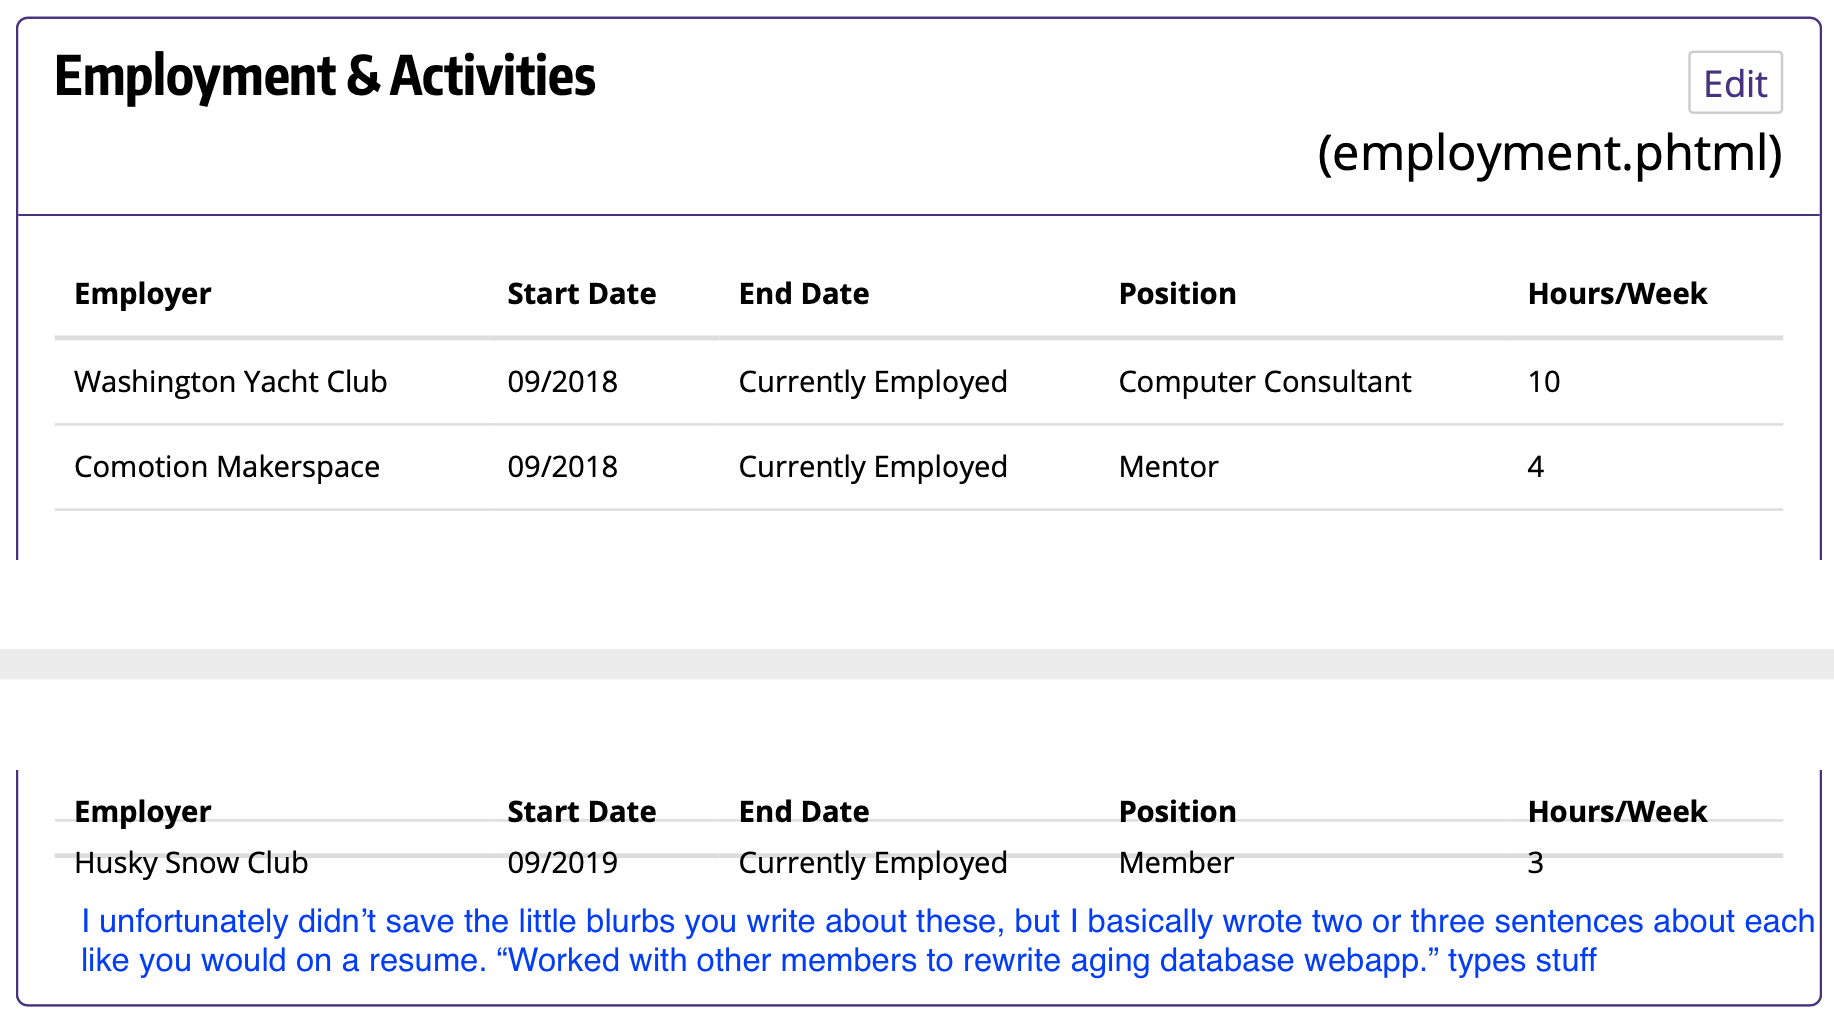 Employment & Activities
Edit
(employment.phtml)
Employer Start Date End Date Position Hours/Week
Washington Yacht Club 09/2018 Currently Employed Computer Consultant 10
Comotion Makerspace 09/2018 Currently Employed Mentor 4
Employer Start Date End Date Position Hours/Week
Husky Snow Club 09/2019 Currently Employed Member 3
I unfortunately didn’t save the little blurbs you write about these, but I basically wrote two or three sentences about each
like you would on a resume. “Worked with other members to rewrite aging database webapp.” types stuff